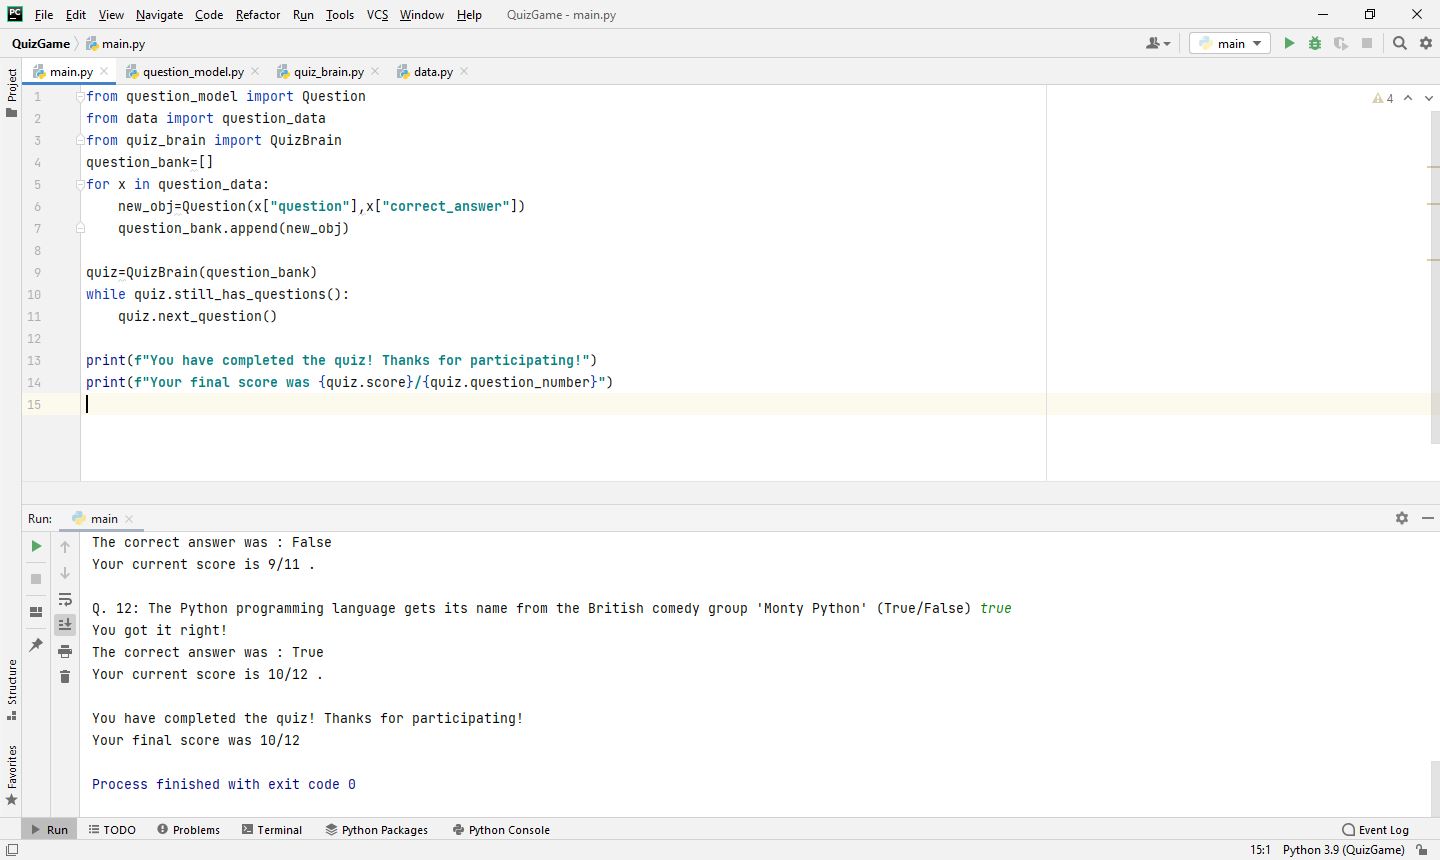 PC File Edit View Navigate Code Refactor Run Tools VCS Window Help QuizGame - main.py
QuizGame main.py main
Project main.py question_model.py quiz_brain.py data.py
1 from question_model import Question 4
2 from data import question_data
3 from quiz_brain import QuizBrain
4 question_bank=[]
5 for x in question_data:
6 new_obj=Question(x["question"],x["correct_answer"])
7 question_bank.append(new_obj)
8
9 quiz=QuizBrain(question_bank)
10 while quiz.still_has_questions():
11 quiz.next_question()
12
13 print(f"You have completed the quiz! Thanks for participating!")
14 print(f"Your final score was {quiz.score}/{quiz.question_number}")
15
Run: main
The correct answer was : False
Your current score is 9/11 .
Q. 12: The Python programming language gets its name from the British comedy group 'Monty Python' (True/False) true
You got it right!
The correct answer was : True
Your current score is 10/12 .
You have completed the quiz! Thanks for participating!
Your final score was 10/12
Process finished with exit code 0
Structure
Favorites
Run TODO Problems Terminal Python Packages Python Console Event Log
15:1 Python 3.9 (QuizGame)